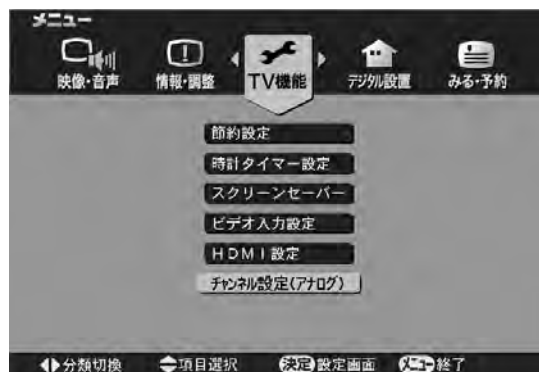 メニュー
映像・音声 情報・調整 TV機能 デジタル設置 みる・予約
節約設定
時計タイマー設定
スクリーンセーバー
ビデオ入力設定
HDMI設定
チャンネル設定(アナログ)
分類切換 項目選択 決定 設定画面 メニュー 終了